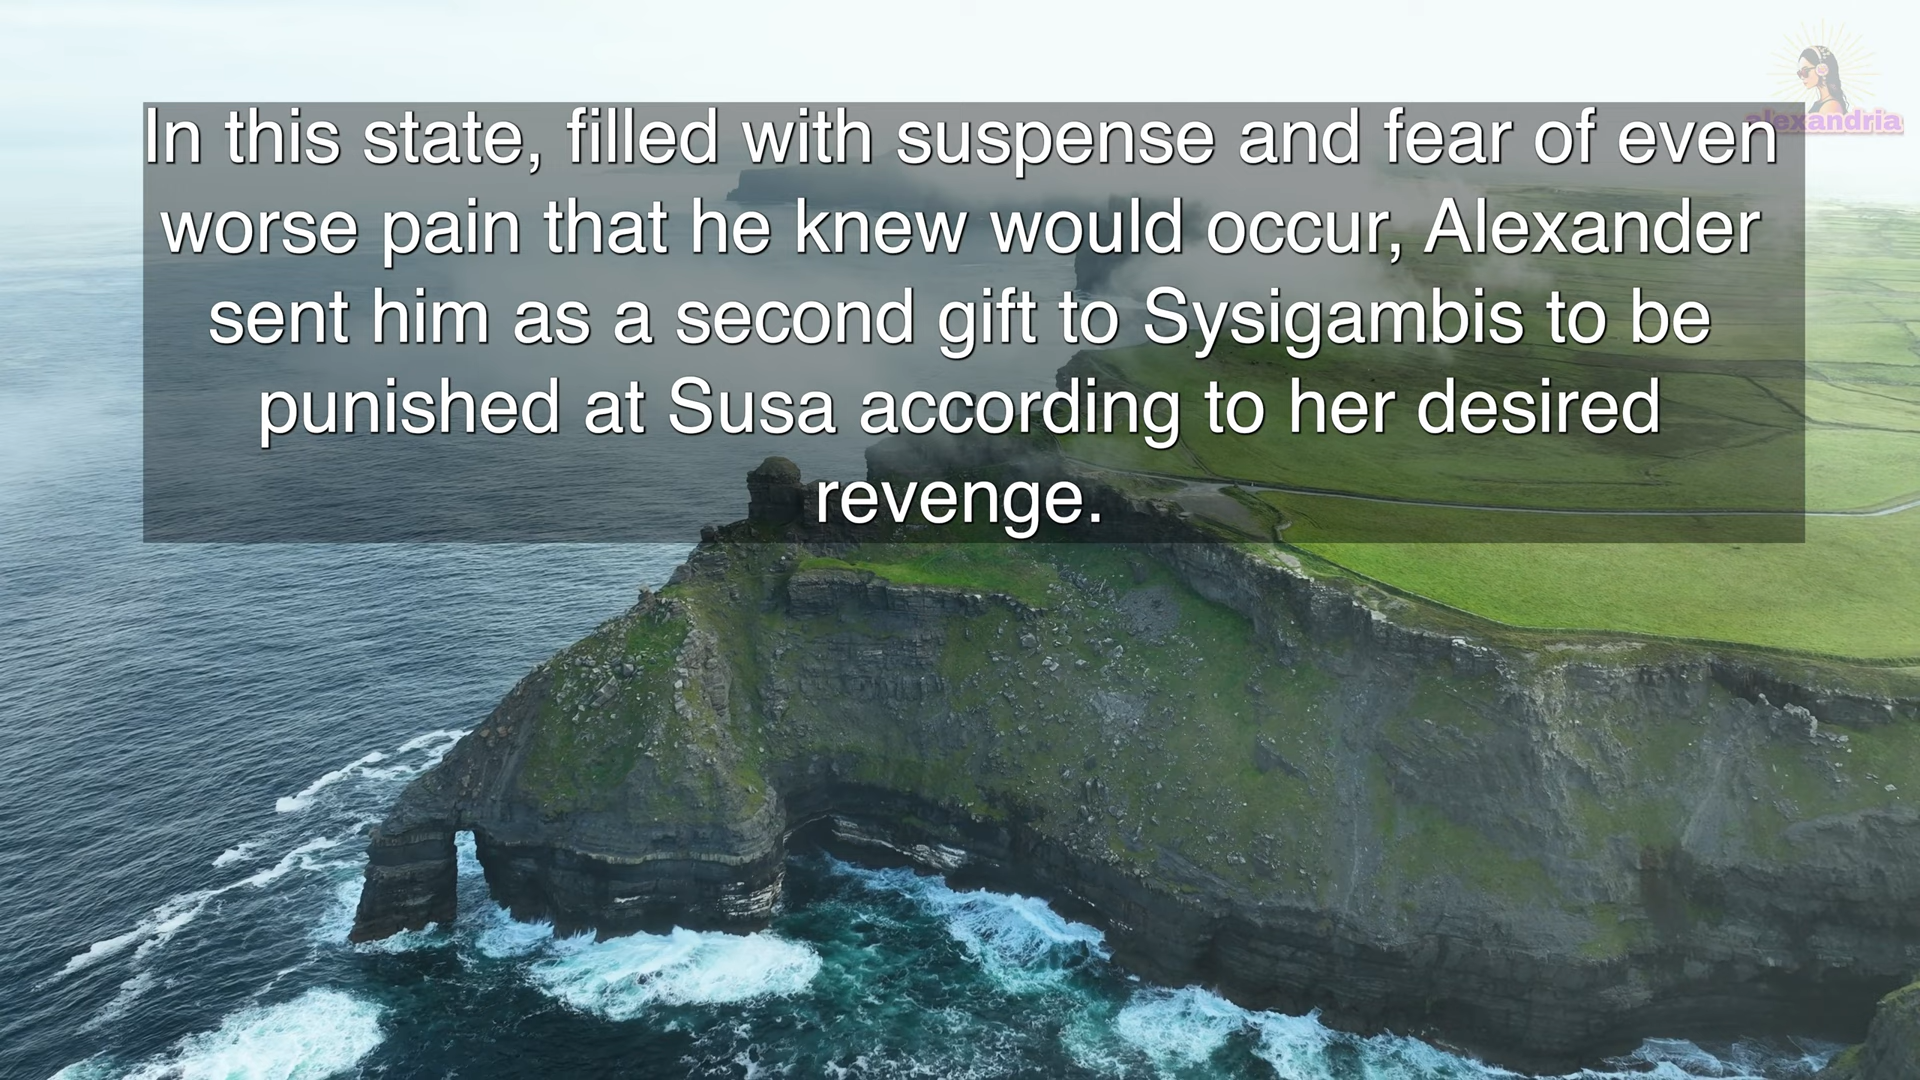 alexandria
In this state, filled with suspense and fear of even
worse pain that he knew would occur, Alexander
sent him as a second gift to Sysigambis to be
punished at Susa according to her desired
revenge.